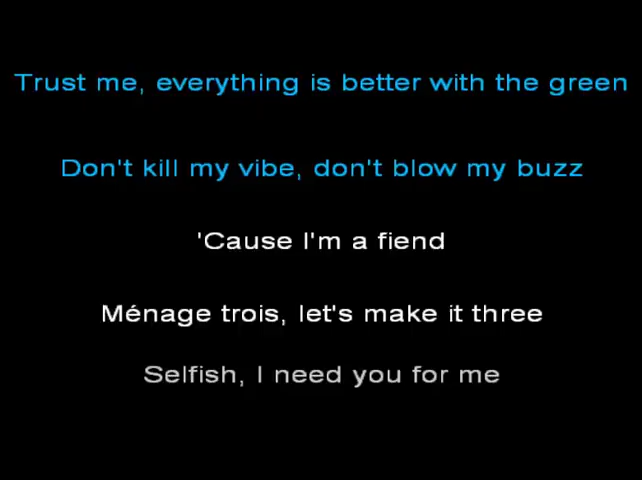 Trust me, everything is better with the green
Don't kill my vibe, don't blow my buzz
'Cause I'm a fiend
Ménage trois, let's make it three
Selfish, I need you for me